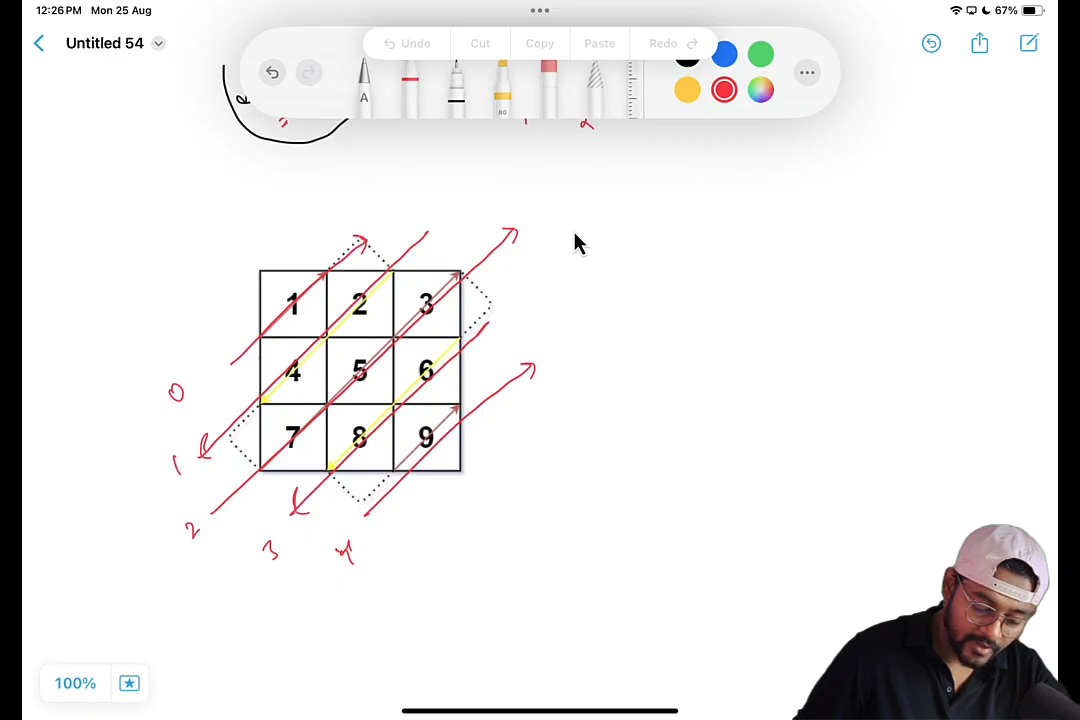 12:26 PM Mon 25 Aug
67%
Untitled 54
Undo Cut Copy Paste Redo
A
80
1 2 3
4 5 6
7 8 9
0
1
2
3
4
100%